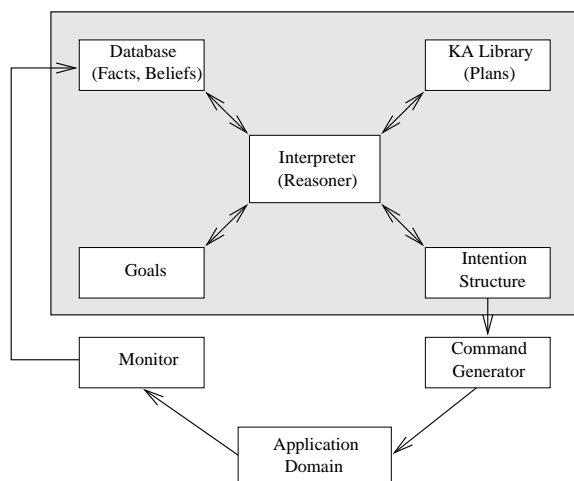 Database
(Facts, Beliefs)
KA Library
(Plans)
Interpreter
(Reasoner)
Goals
Intention
Structure
Monitor
Command
Generator
Application
Domain